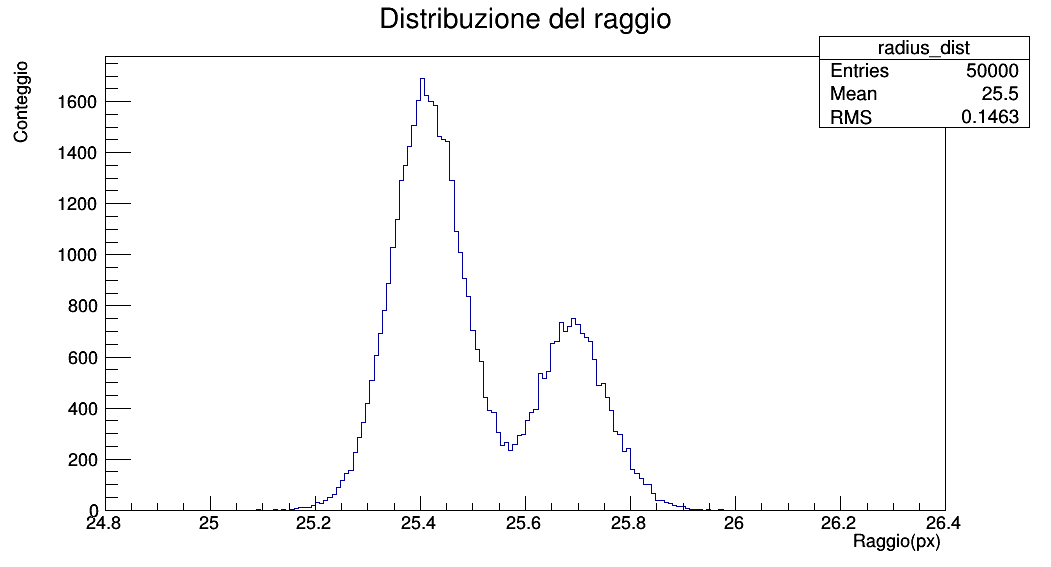 Distribuzione del raggio
radius_dist
Entries 50000
Mean 25.5
RMS 0.1463
Conteggio
1600
1400
1200
1000
800
600
400
200
0
24.8 25 25.2 25.4 25.6 25.8 26 26.2 26.4
Raggio(px)